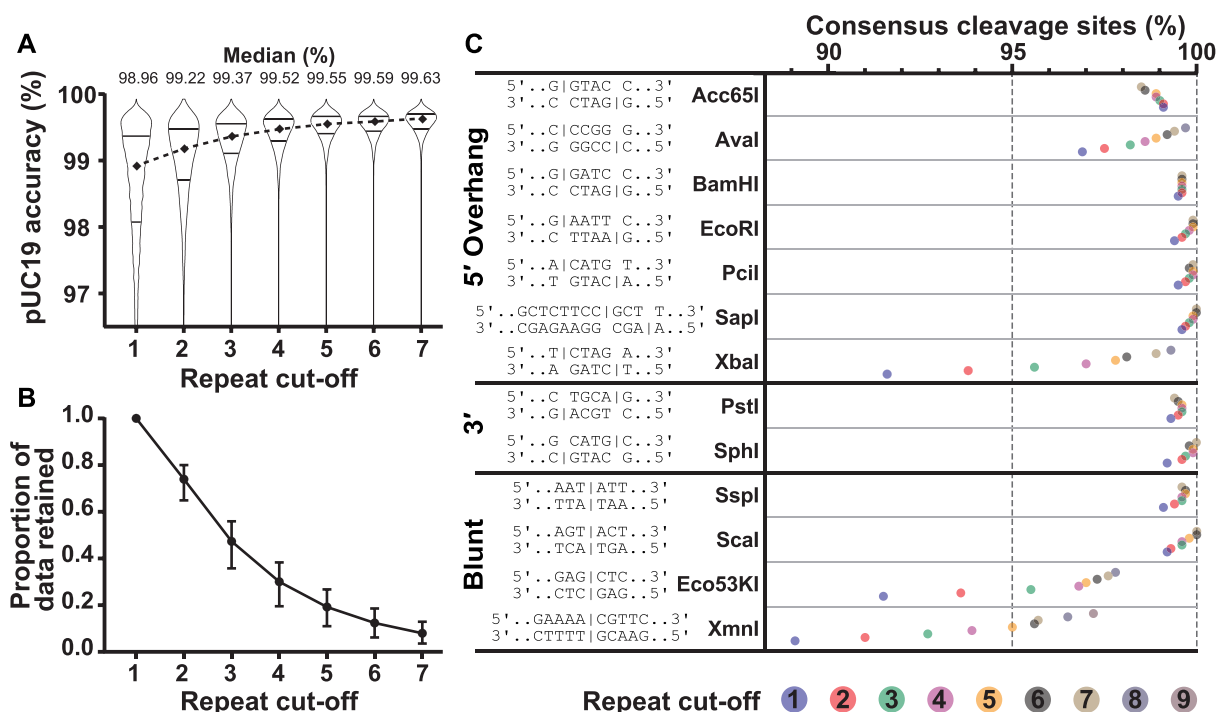 A
Median (%)
98.96 99.22 99.37 99.52 99.55 99.59 99.63
pUC19 accuracy (%)
100
99
98
97
1 2 3 4 5 6 7
Repeat cut-off
B
Proportion of
data retained
1.0
0.8
0.6
0.4
0.2
0.0
1 2 3 4 5 6 7
Repeat cut-off
C
Consensus cleavage sites (%)
90 95 100
5′ Overhang
5'..G|GTAC C..3'
3'..C CTAG|G..5'
Acc65I
5'..C|CCGG G..3'
3'..G GGCC|C..5'
AvaI
5'..G|GATC C..3'
3'..C CTAG|G..5'
BamHI
5'..G|AATT C..3'
3'..C TTAA|G..5'
EcoRI
5'..A|CATG T..3'
3'..T GTAC|A..5'
PciI
5'..GCTCTTCC|GCT T..3'
3'..CGAGAAGG CGA|A..5'
SapI
5'..T|CTAG A..3'
3'..A GATC|T..5'
XbaI
3′
5'..C TGCA|G..3'
3'..G|ACGT C..5'
PstI
5'..G CATG|C..3'
3'..C|GTAC G..5'
SphI
Blunt
5'..AAT|ATT..3'
3'..TTA|TAA..5'
SspI
5'..AGT|ACT..3'
3'..TCA|TGA..5'
ScaI
5'..GAG|CTC..3'
3'..CTC|GAG..5'
Eco53KI
5'..GAAAA|CGTTC..3'
3'..CTTTT|GCAAG..5'
XmnI
Repeat cut-off 1 2 3 4 5 6 7 8 9